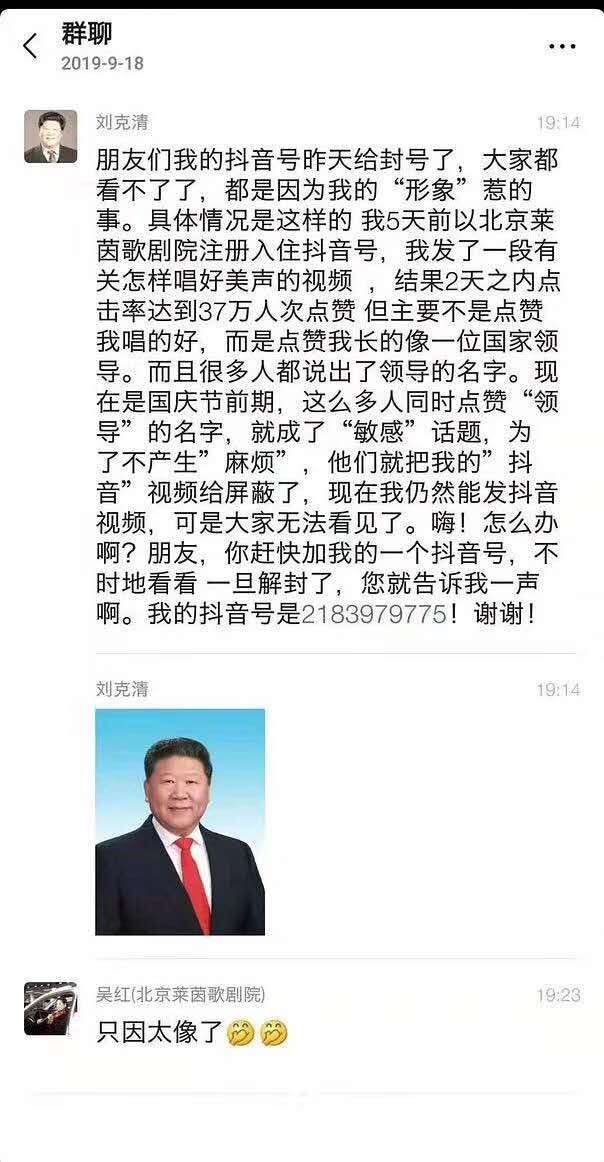 群聊
2019-9-18
刘克清
19:14
朋友们我的抖音号昨天给封号了，大家都
看不了了，都是因为我的“形象”惹的
事。具体情况是这样的 我5天前以北京莱
茵歌剧院注册入住抖音号，我发了一段有
关怎样唱好美声的视频 ，结果2天之内点
击率达到37万人次点赞 但主要不是点赞
我唱的好，而是点赞我长的像一位国家领
导。而且很多人都说出了领导的名字。现
在是国庆节前期，这么多人同时点赞“领
导”的名字，就成了“敏感”话题，为
了不产生”麻烦”，他们就把我的”抖
音”视频给屏蔽了，现在我仍然能发抖音
视频，可是大家无法看见了。嗨！怎么办
啊？朋友，你赶快加我的一个抖音号，不
时地看看 一旦解封了，您就告诉我一声
啊。我的抖音号是2183979775！谢谢！
刘克清
19:14
吴红(北京莱茵歌剧院)
19:23
只因太像了🤭🤭